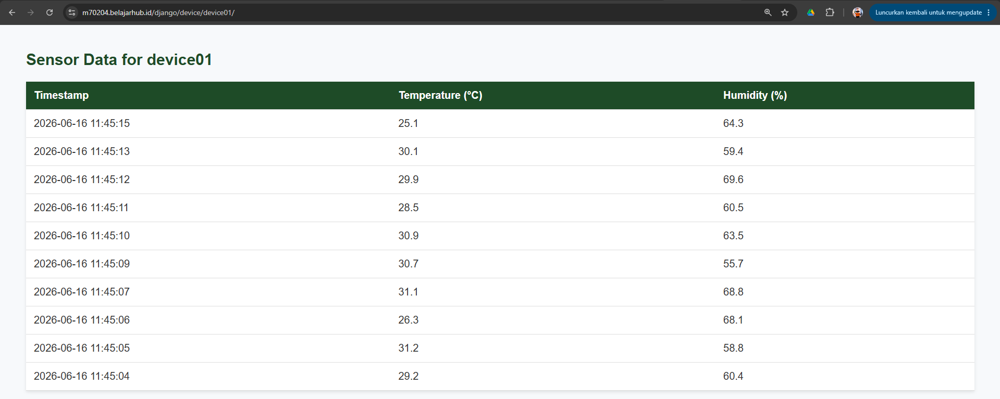 m70204.belajarhub.id/django/device/device01/
Luncurkan kembali untuk mengupdate
Sensor Data for device01
Timestamp Temperature (°C) Humidity (%)
2026-06-16 11:45:15 25.1 64.3
2026-06-16 11:45:13 30.1 59.4
2026-06-16 11:45:12 29.9 69.6
2026-06-16 11:45:11 28.5 60.5
2026-06-16 11:45:10 30.9 63.5
2026-06-16 11:45:09 30.7 55.7
2026-06-16 11:45:07 31.1 68.8
2026-06-16 11:45:06 26.3 68.1
2026-06-16 11:45:05 31.2 58.8
2026-06-16 11:45:04 29.2 60.4